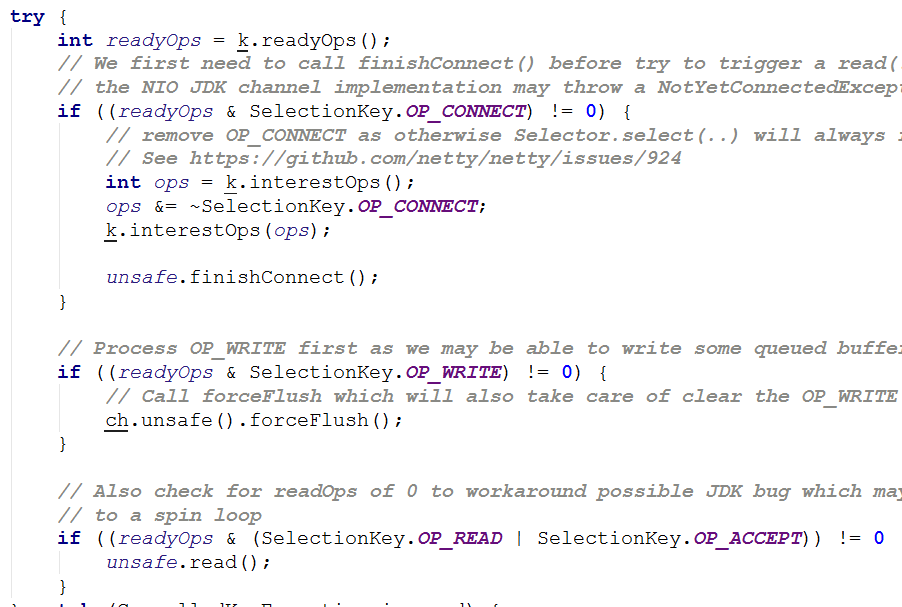 try {
int readyOps = k.readyOps();
// We first need to call finishConnect() before try to trigger a read(
// the NIO JDK channel implementation may throw a NotYetConnectedExcep
if ((readyOps & SelectionKey.OP_CONNECT) != 0) {
// remove OP_CONNECT as otherwise Selector.select(..) will always
// See https://github.com/netty/netty/issues/924
int ops = k.interestOps();
ops &= ~SelectionKey.OP_CONNECT;
k.interestOps(ops);
unsafe.finishConnect();
}
// Process OP_WRITE first as we may be able to write some queued buffe
if ((readyOps & SelectionKey.OP_WRITE) != 0) {
// Call forceFlush which will also take care of clear the OP_WRITE
ch.unsafe().forceFlush();
}
// Also check for readOps of 0 to workaround possible JDK bug which may
// to a spin loop
if ((readyOps & (SelectionKey.OP_READ | SelectionKey.OP_ACCEPT)) != 0
unsafe.read();
}